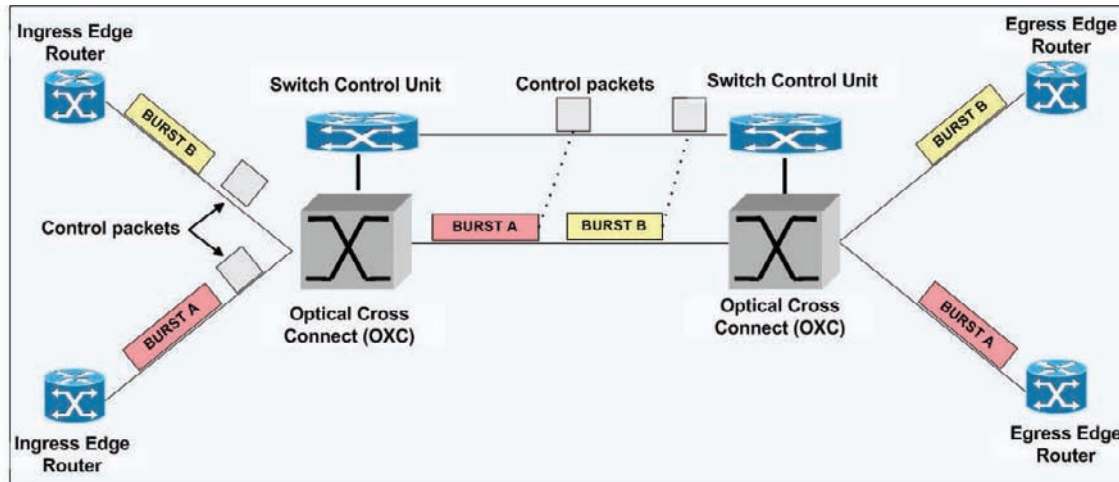 Ingress Edge
Router
Egress Edge
Router
Switch Control Unit
Control packets
Switch Control Unit
BURST B
BURST B
Control packets
BURST A
BURST B
BURST A
Optical Cross
Connect (OXC)
Optical Cross
Connect (OXC)
BURST A
Ingress Edge
Router
Egress Edge
Router